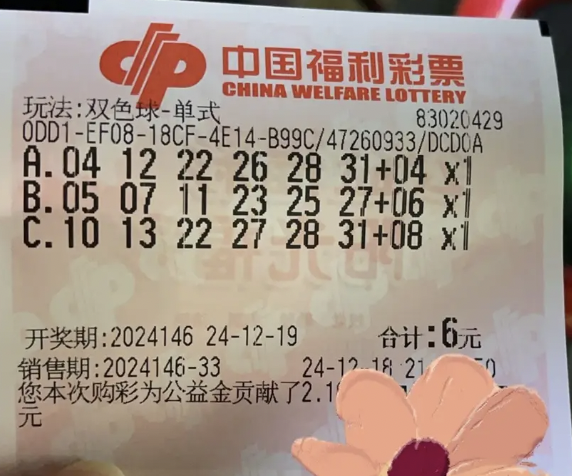 中国福利彩票
CHINA WELFARE LOTTERY
玩法:双色球-单式 83020429
0DD1-EF08-18CF-4E14-B99C/47260933/DCD0A
A.04 12 22 26 28 31+04 x1
B.05 07 11 23 25 27+06 x1
C.10 13 22 27 28 31+08 x1
开奖期:2024146 24-12-19 合计:6元
销售期:2024146-33 24-12-18 21
您本次购彩为公益金贡献了2.1
元